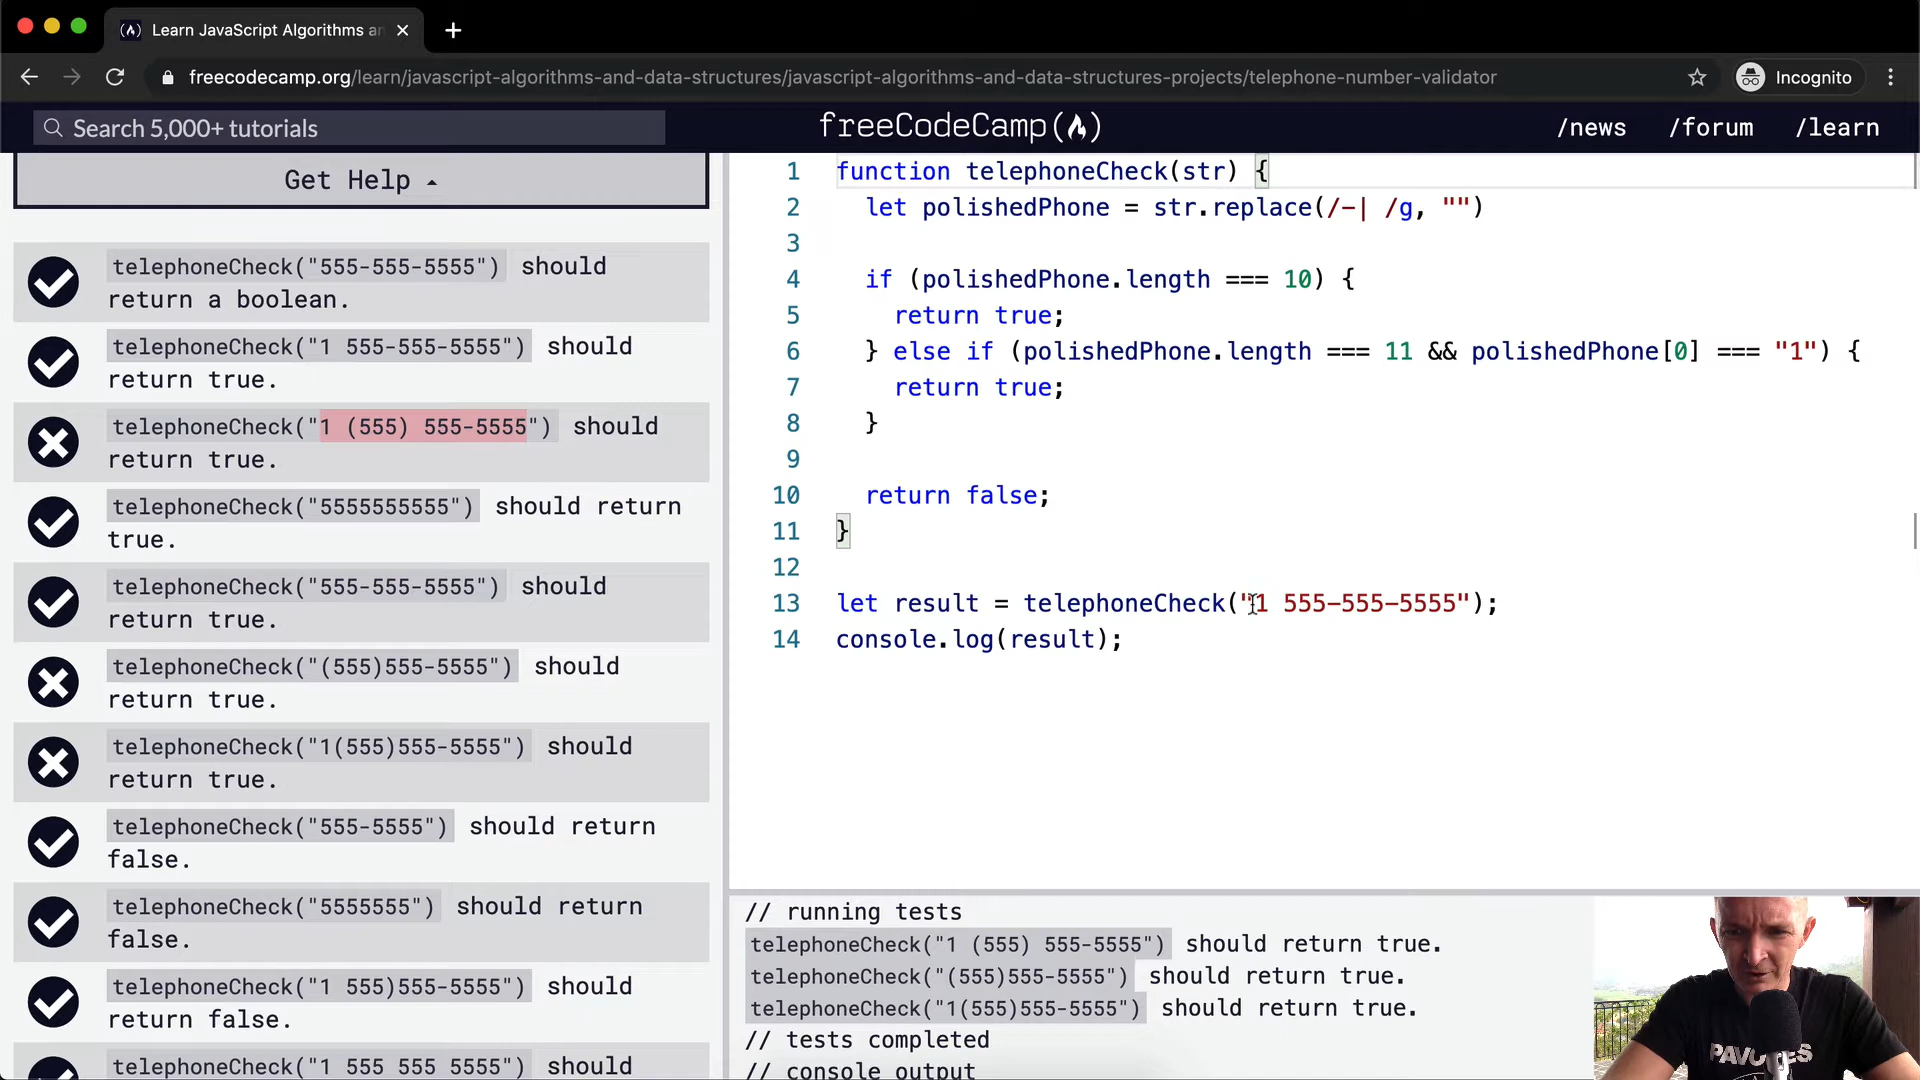 Learn JavaScript Algorithms an
freecodecamp.org/learn/javascript-algorithms-and-data-structures/javascript-algorithms-and-data-structures-projects/telephone-number-validator
Incognito
Search 5,000+ tutorials
freeCodeCamp(🔥)
/news
/forum
/learn
Get Help
telephoneCheck("555-555-5555") should
return a boolean.
telephoneCheck("1 555-555-5555") should
return true.
telephoneCheck("1 (555) 555-5555") should
return true.
telephoneCheck("5555555555") should return
true.
telephoneCheck("555-555-5555") should
return true.
telephoneCheck("(555)555-5555") should
return true.
telephoneCheck("1(555)555-5555") should
return true.
telephoneCheck("555-5555") should return
false.
telephoneCheck("5555555") should return
false.
telephoneCheck("1 555)555-5555") should
return false.
telephoneCheck("1 555 555 5555") should
1 function telephoneCheck(str) {
2 let polishedPhone = str.replace(/-| /g, "")
3
4 if (polishedPhone.length === 10) {
5 return true;
6 } else if (polishedPhone.length === 11 && polishedPhone[0] === "1") {
7 return true;
8 }
9
10 return false;
11 }
12
13 let result = telephoneCheck("1 555-555-5555");
14 console.log(result);
// running tests
telephoneCheck("1 (555) 555-5555") should return true.
telephoneCheck("(555)555-5555") should return true.
telephoneCheck("1(555)555-5555") should return true.
// tests completed
// console output